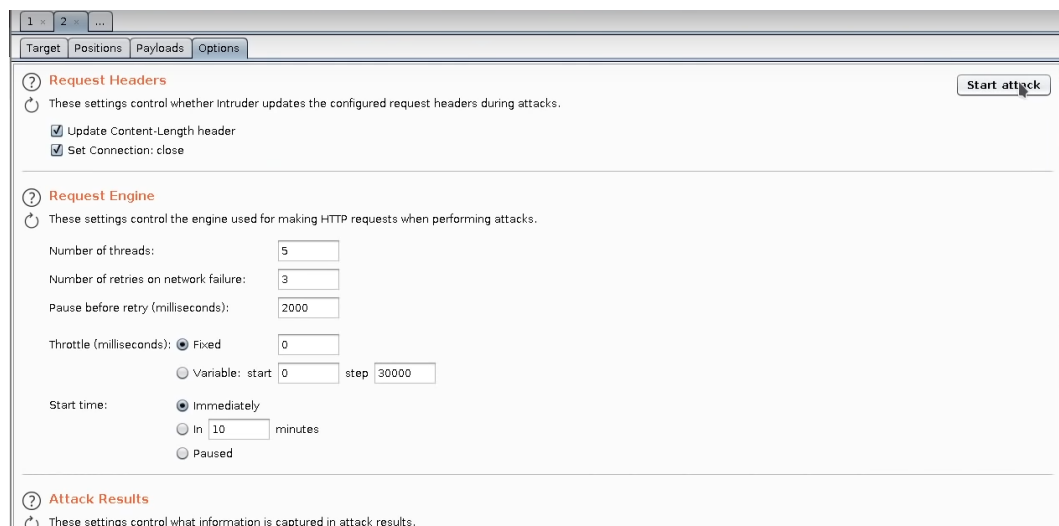 1 × 2 × ...
Target Positions Payloads Options
? Request Headers
Start attack
These settings control whether Intruder updates the configured request headers during attacks.
Update Content-Length header
Set Connection: close
? Request Engine
These settings control the engine used for making HTTP requests when performing attacks.
Number of threads: 5
Number of retries on network failure: 3
Pause before retry (milliseconds): 2000
Throttle (milliseconds): Fixed 0
Variable: start 0 step 30000
Start time: Immediately
In 10 minutes
Paused
? Attack Results
These settings control what information is captured in attack results.